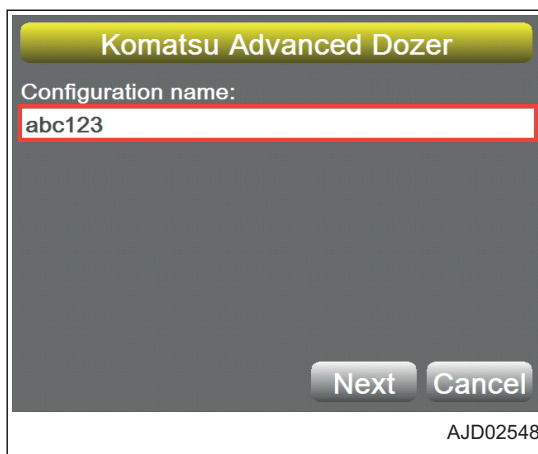 Komatsu Advanced Dozer
Configuration name:
abc123
Next Cancel
AJD02548